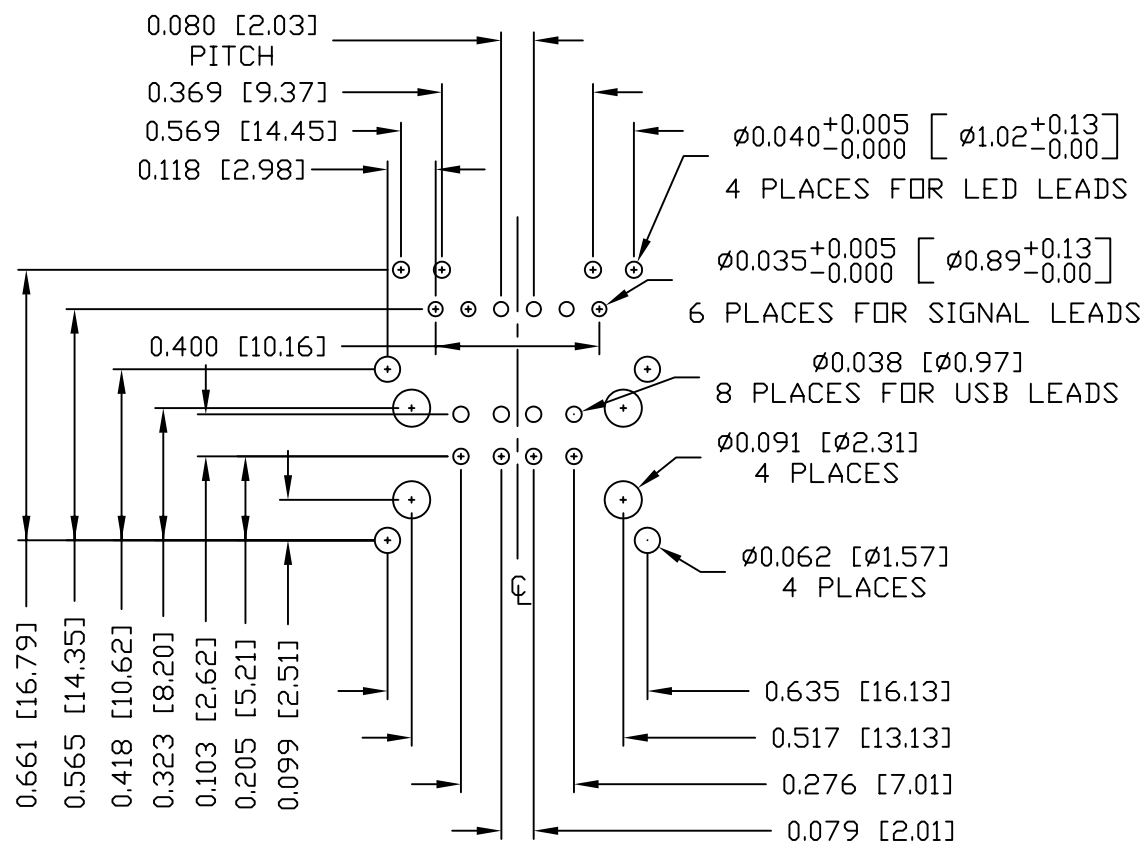 0.080 [2.03]
PITCH
0.369 [9.37]
0.569 [14.45]
0.118 [2.98]
ø0.040 +0.005 -0.000 [ ø1.02 +0.13 -0.00 ]
4 PLACES FOR LED LEADS
ø0.035 +0.005 -0.000 [ ø0.89 +0.13 -0.00 ]
6 PLACES FOR SIGNAL LEADS
0.400 [10.16]
ø0.038 [ø0.97]
8 PLACES FOR USB LEADS
ø0.091 [ø2.31]
4 PLACES
ø0.062 [ø1.57]
4 PLACES
℄
0.661 [16.79]
0.565 [14.35]
0.418 [10.62]
0.323 [8.20]
0.103 [2.62]
0.205 [5.21]
0.099 [2.51]
0.635 [16.13]
0.517 [13.13]
0.276 [7.01]
0.079 [2.01]